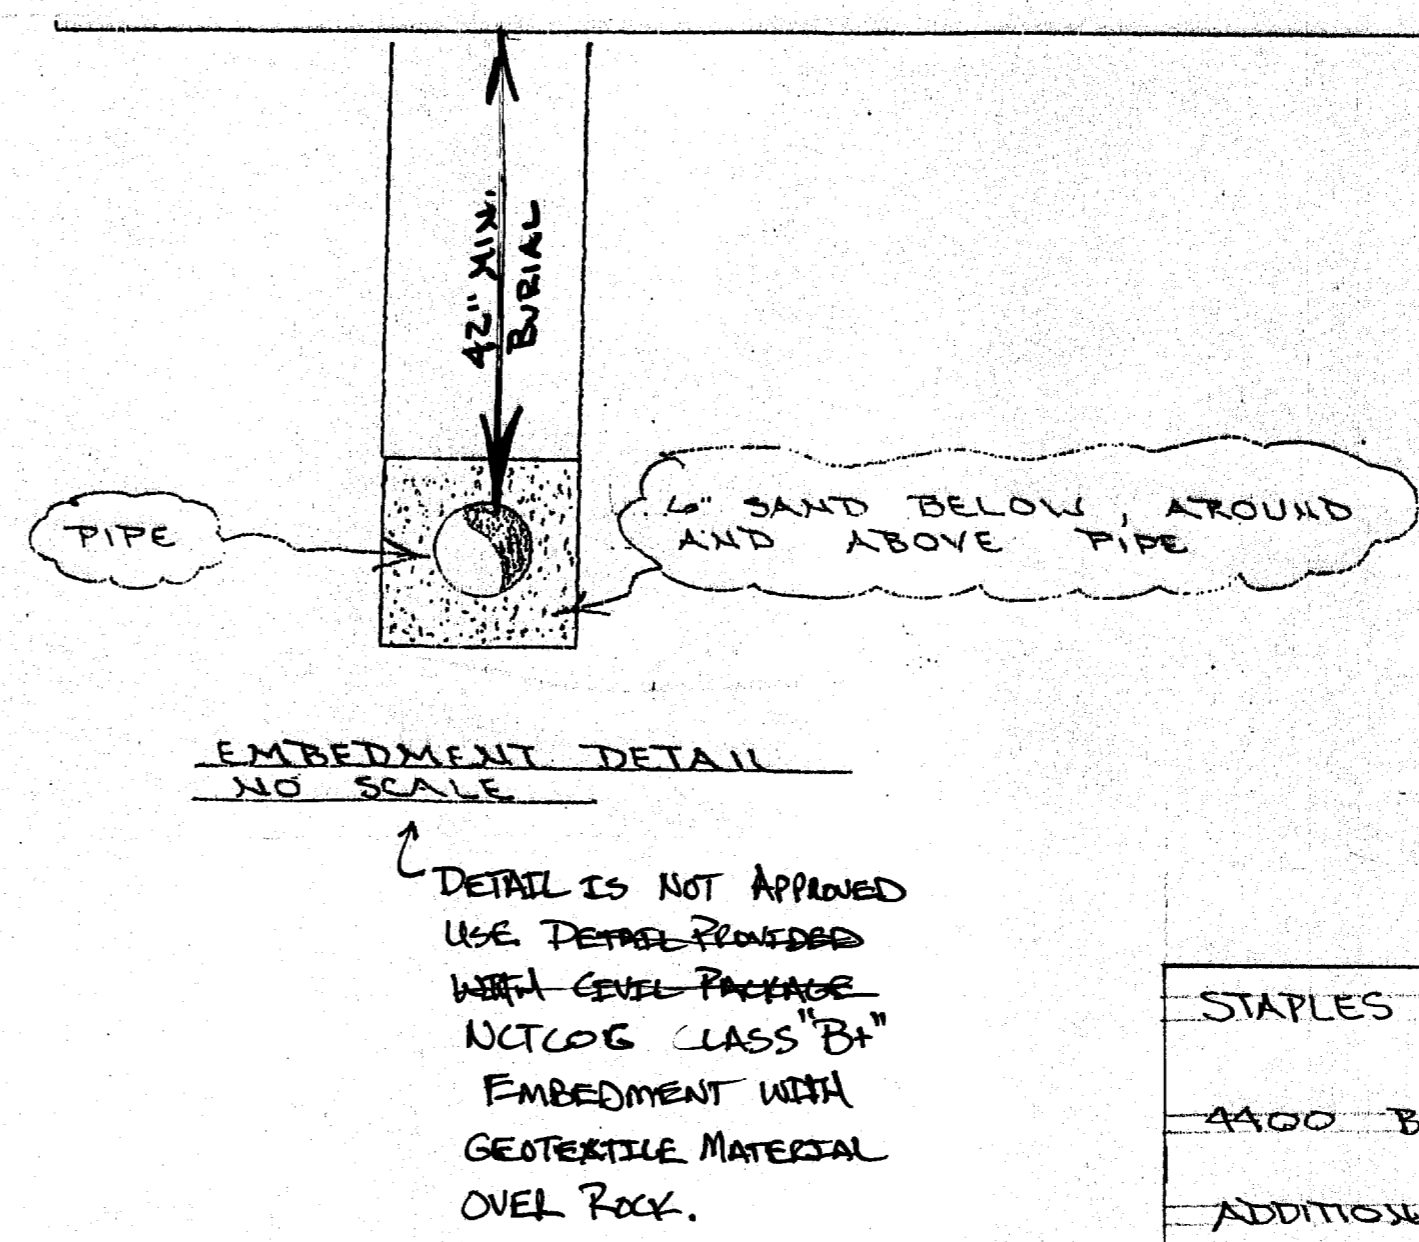 42" MIN.
BURIAL
PIPE
6" SAND BELOW, AROUND
AND ABOVE PIPE
EMBEDMENT DETAIL
NO SCALE
DETAIL IS NOT APPROVED
USE DETAIL PROVIDED
WITH CIVIL PACKAGE
NCTCOG CLASS "B+"
EMBEDMENT WITH
GEOTEXTILE MATERIAL
OVER ROCK.
STAPLES
4400 B
ADDITION